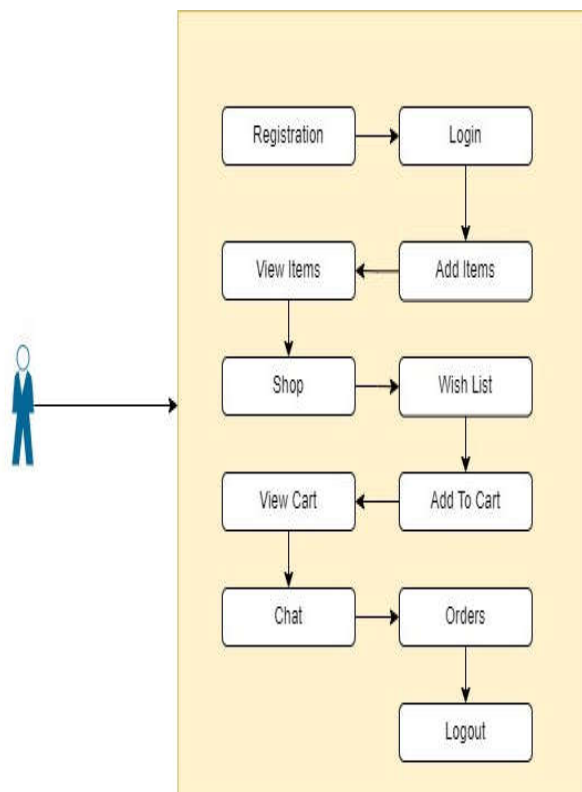 Registration
Login
View Items
Add Items
Shop
Wish List
View Cart
Add To Cart
Chat
Orders
Logout